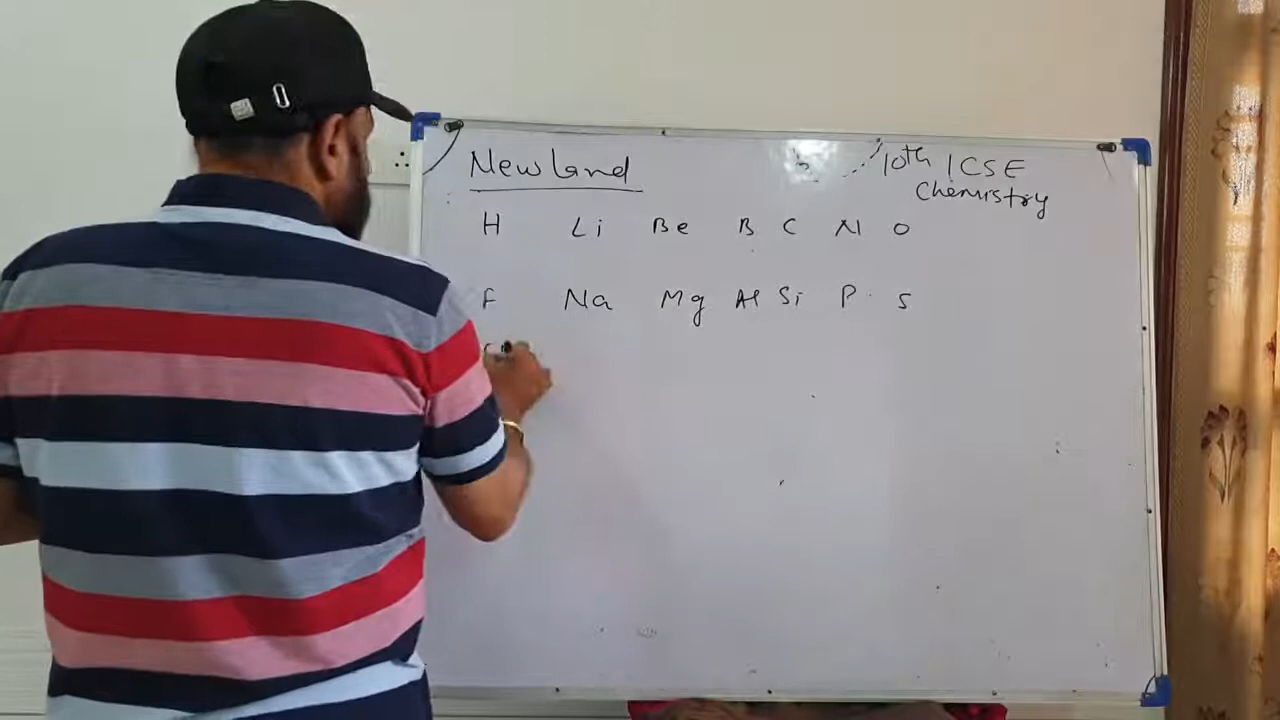 Newland
10th ICSE
Chemistry
H Li Be B C N O
F Na Mg Al Si P S